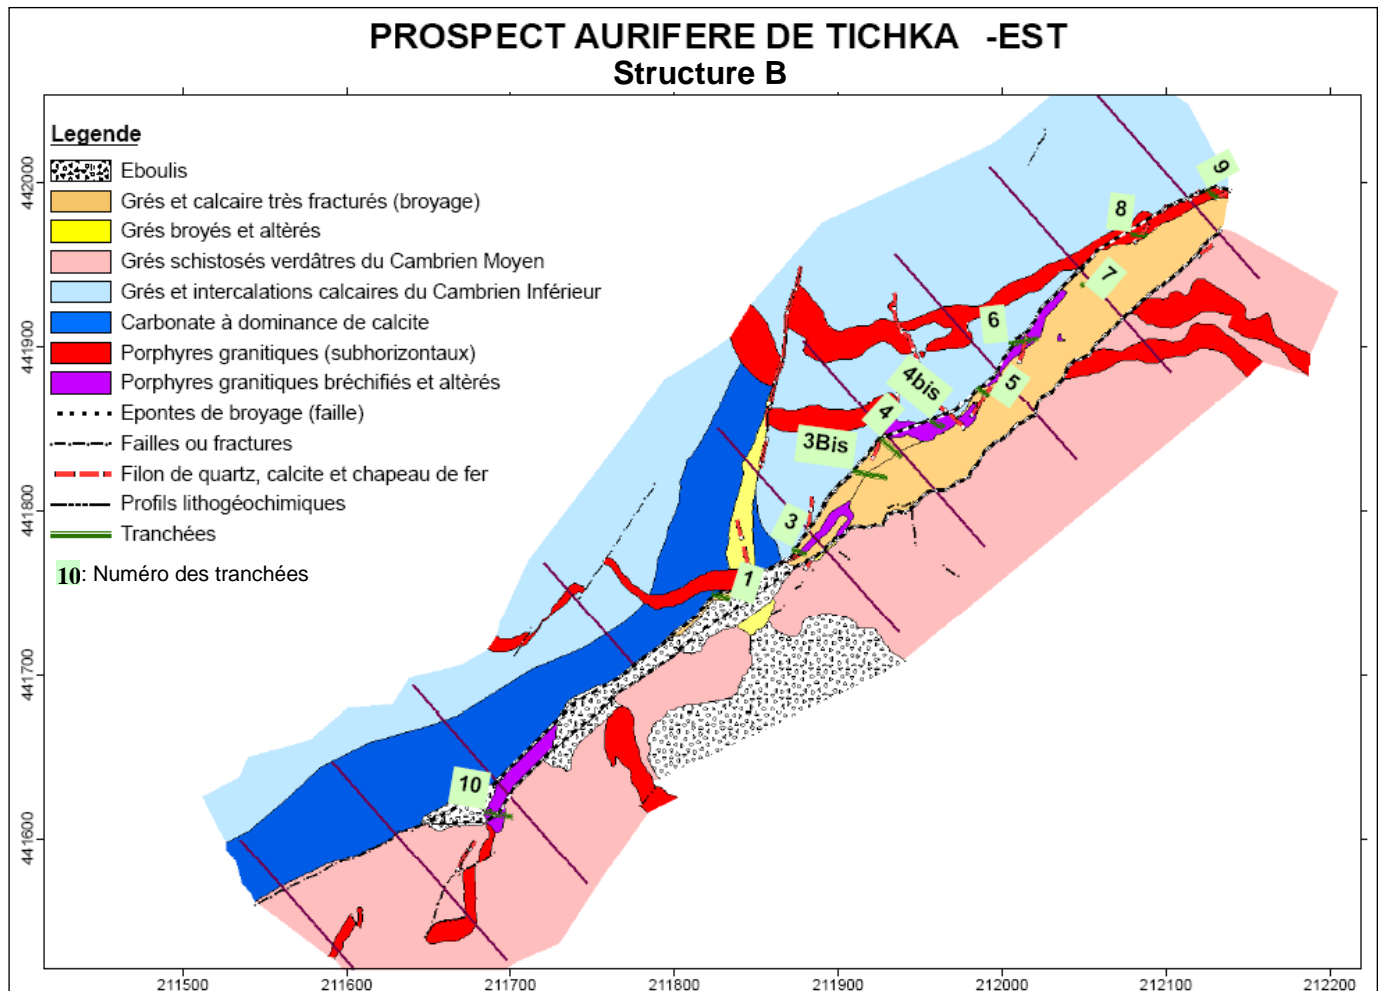 PROSPECT AURIFERE DE TICHKA -EST
Structure B
Legende
Eboulis
Grés et calcaire très fracturés (broyage)
Grés broyés et altèrés
Grés schistosés verdâtres du Cambrien Moyen
Grés et intercalations calcaires du Cambrien Inférieur
Carbonate à dominance de calcite
Porphyres granitiques (subhorizontaux)
Porphyres granitiques bréchifiés et altèrés
Epontes de broyage (faille)
Failles ou fractures
Filon de quartz, calcite et chapeau de fer
Profils lithogéochimiques
Tranchées
10: Numéro des tranchées
442000
441900
441800
441700
441600
9
8
7
6
5
4bis
4
3Bis
3
1
10
211500
211600
211700
211800
211900
212000
212100
212200